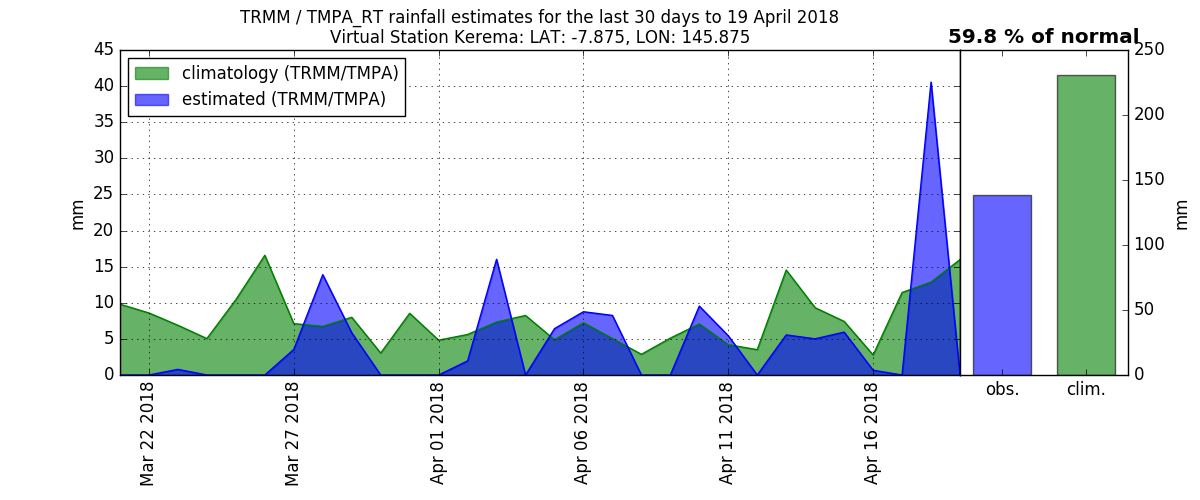 TRMM / TMPA_RT rainfall estimates for the last 30 days to 19 April 2018
Virtual Station Kerema: LAT: -7.875, LON: 145.875
59.8 % of normal
climatology (TRMM/TMPA)
estimated (TRMM/TMPA)
mm
45
40
35
30
25
20
15
10
5
0
Mar 22 2018
Mar 27 2018
Apr 01 2018
Apr 06 2018
Apr 11 2018
Apr 16 2018
obs.
clim.
250
200
150
100
50
0
mm